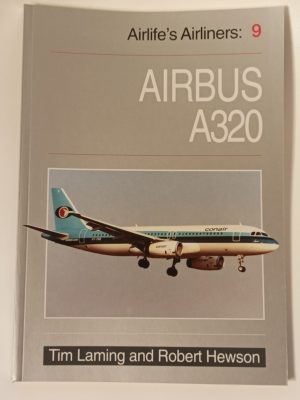 Airlife's Airliners: 9
AIRBUS
A320
conair
Tim Laming and Robert Hewson